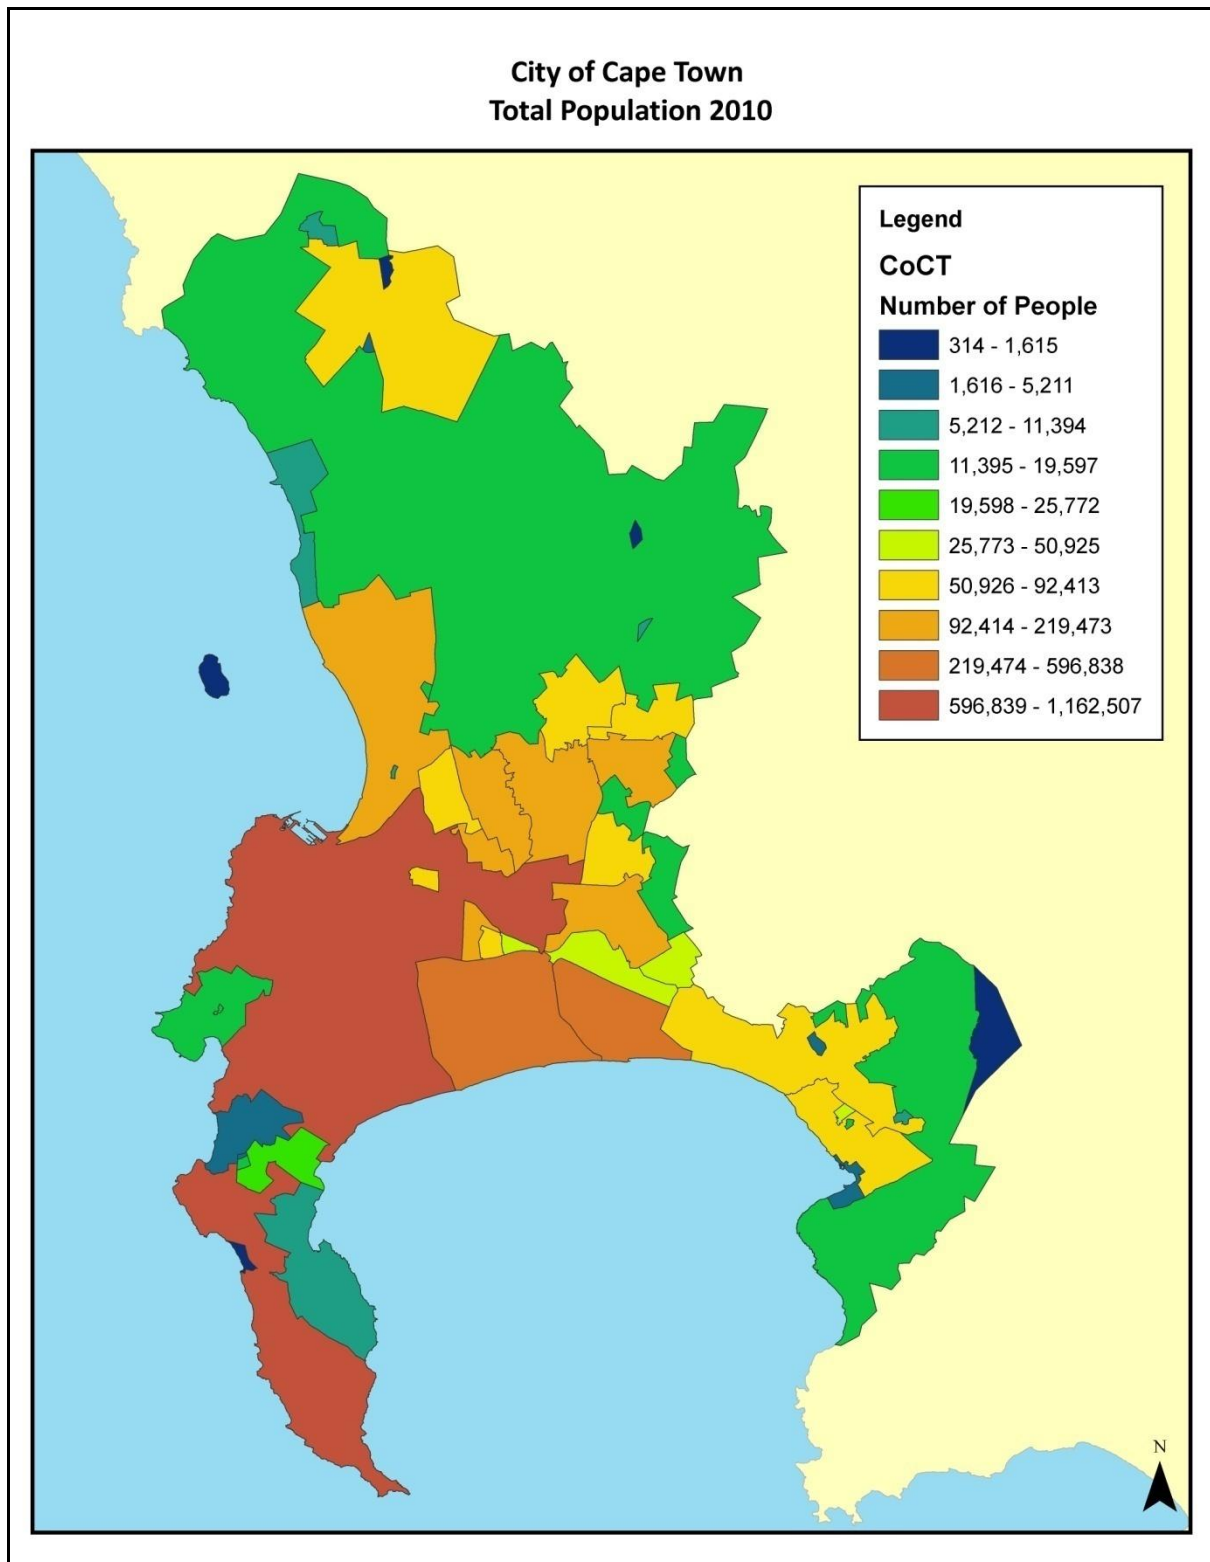 City of Cape Town
Total Population 2010
Legend
CoCT
Number of People
314 - 1,615
1,616 - 5,211
5,212 - 11,394
11,395 - 19,597
19,598 - 25,772
25,773 - 50,925
50,926 - 92,413
92,414 - 219,473
219,474 - 596,838
596,839 - 1,162,507
N